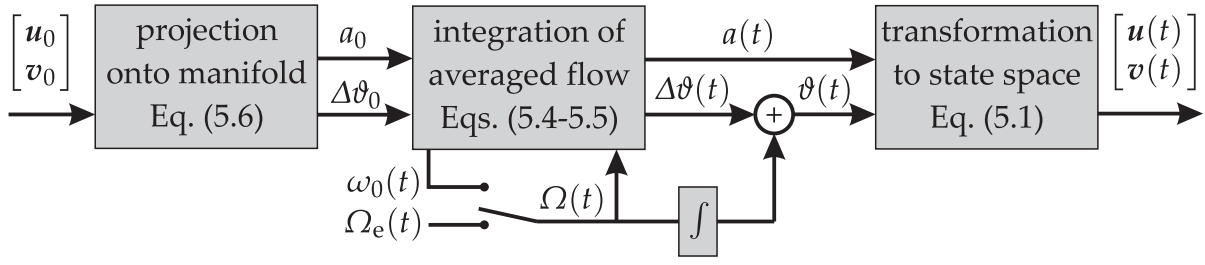 [u₀ v₀]
projection
onto manifold
Eq. (5.6)
a₀
Δϑ₀
integration of
averaged flow
Eqs. (5.4-5.5)
a(t)
Δϑ(t)
+
ϑ(t)
transformation
to state space
Eq. (5.1)
[u(t) v(t)]
ω₀(t)
Ωₑ(t)
Ω(t)
∫